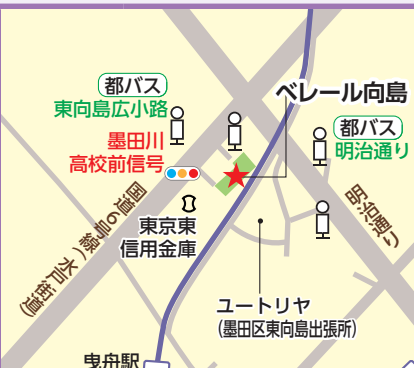 都バス
東向島広小路
ベレール向島
都バス
明治通り
墨田川
高校前信号
東京東
信用金庫
国道6号線(水戸街道)
明治通り
ユートリヤ
(墨田区東向島出張所)
曳舟駅